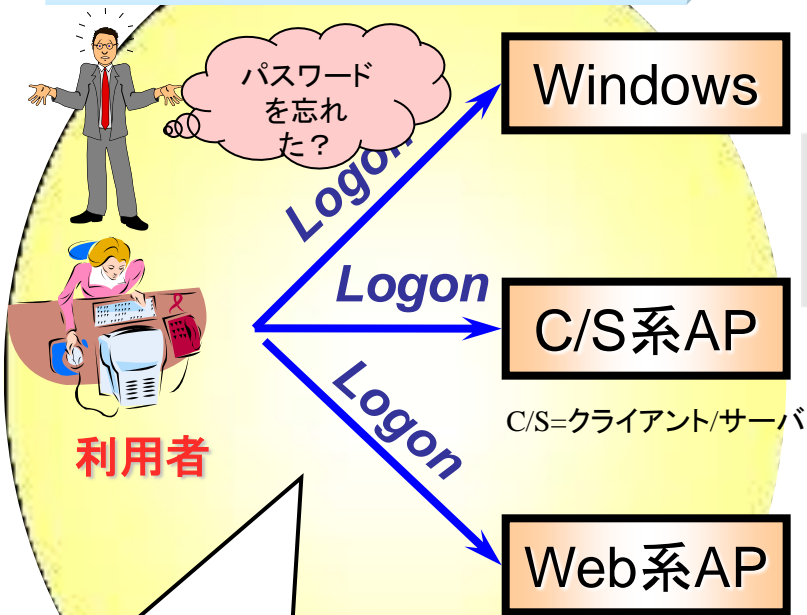 パスワード
を忘れ
た？
Windows
Logon
Logon
C/S系AP
C/S=クライアント/サーバ
Logon
利用者
Web系AP